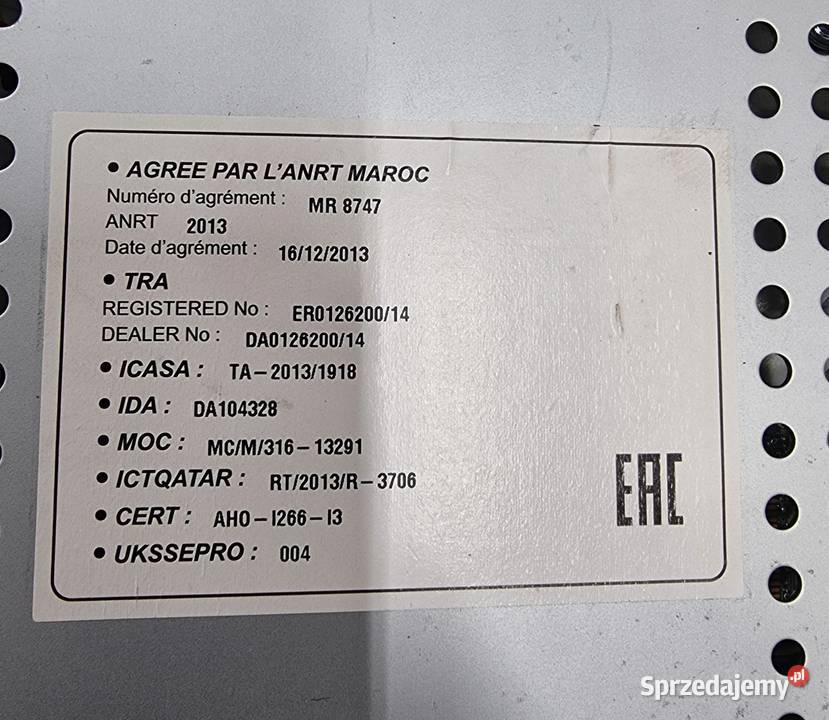 • AGREE PAR L'ANRT MAROC
Numéro d'agrément : MR 8747
ANRT 2013
Date d'agrément : 16/12/2013
• TRA
REGISTERED No : ER0126200/14
DEALER No : DA0126200/14
• ICASA : TA-2013/1918
• IDA : DA104328
• MOC : MC/M/316-13291
• ICTQATAR : RT/2013/R-3706
• CERT : AHO-I266-I3
• UKSSEPRO : 004
EAC
Sprzedajemy.pl